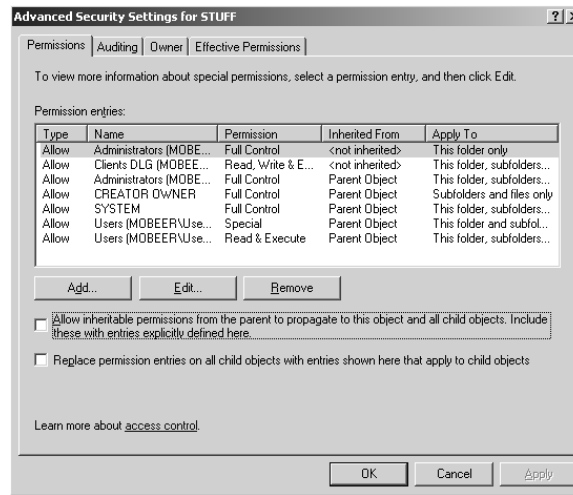 Advanced Security Settings for STUFF
Permissions Auditing Owner Effective Permissions
To view more information about special permissions, select a permission entry, and then click Edit.
Permission entries:
Type Name Permission Inherited From Apply To
Allow Administrators (MOBE... Full Control <not inherited> This folder only
Allow Clients DLG (MOBEE... Read, Write & E... <not inherited> This folder, subfolders...
Allow Administrators (MOBE... Full Control Parent Object This folder, subfolders...
Allow CREATOR OWNER Full Control Parent Object Subfolders and files only
Allow SYSTEM Full Control Parent Object This folder, subfolders...
Allow Users (MOBEER\Use... Special Parent Object This folder and subfol...
Allow Users (MOBEER\Use... Read & Execute Parent Object This folder, subfolders...
Add... Edit... Remove
Allow inheritable permissions from the parent to propagate to this object and all child objects. Include
these with entries explicitly defined here.
Replace permission entries on all child objects with entries shown here that apply to child objects
Learn more about access control.
OK Cancel Apply